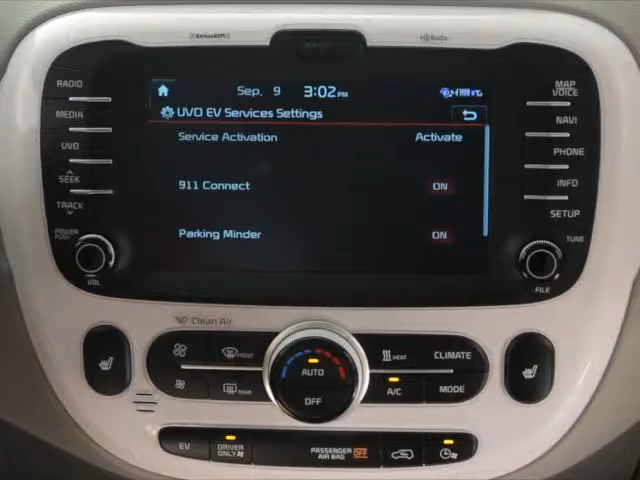 SiriusXM
HD Radio
RADIO
MEDIA
UVO
SEEK
TRACK
POWER
PUSH
VOL
Sep. 9 3:02PM
UVO EV Services Settings
Service Activation Activate
911 Connect ON
Parking Minder ON
MAP
VOICE
NAVI
PHONE
INFO
SETUP
TUNE
FILE
Clean Air
FRONT
REAR
AUTO
OFF
HEAT
CLIMATE
A/C
MODE
EV
DRIVER
ONLY
PASSENGER
AIR BAG OFF